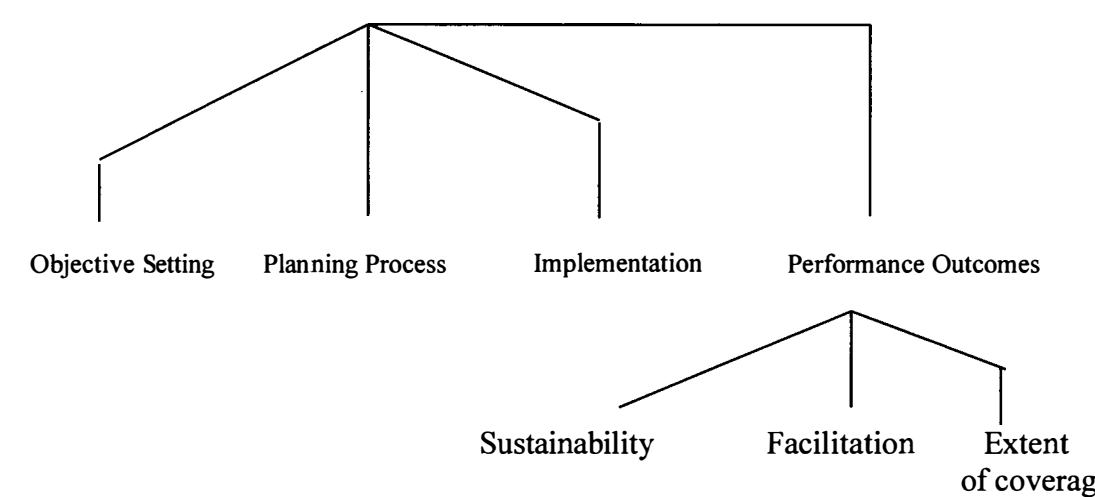 Objective Setting Planning Process Implementation Performance Outcomes
Sustainability Facilitation Extent
of coverag